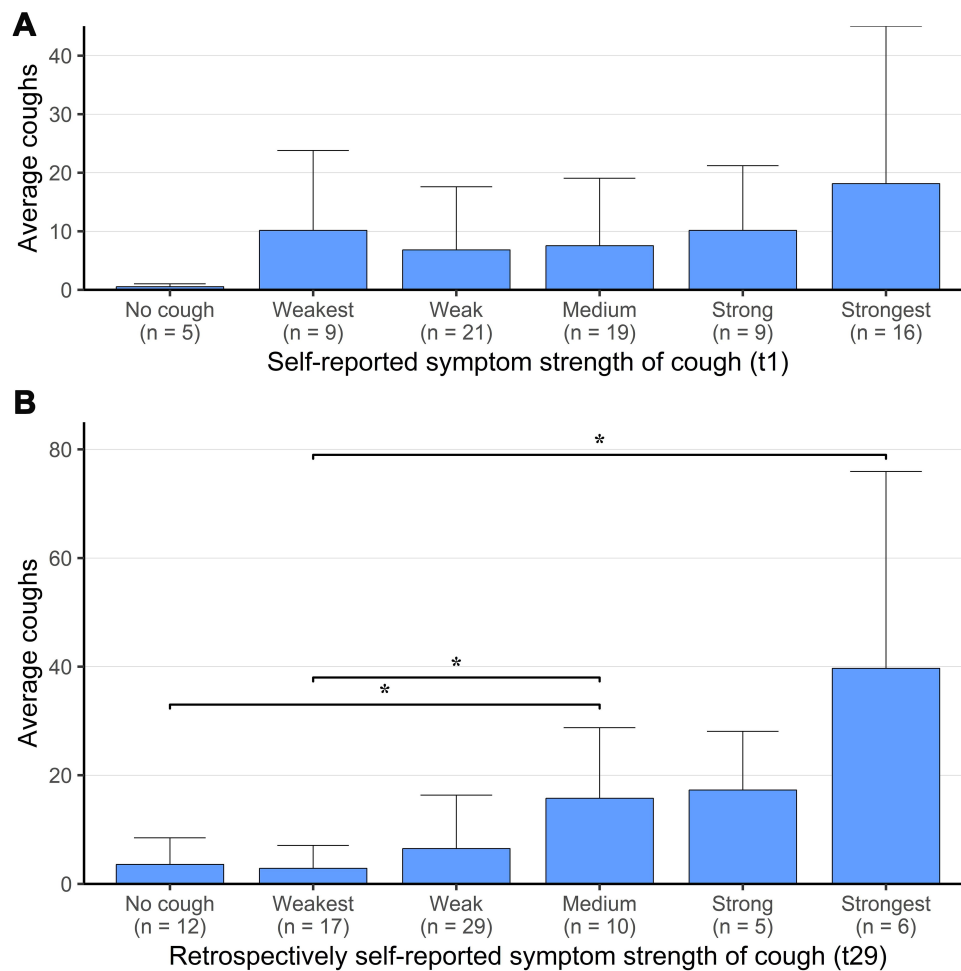 A
Average coughs
40
30
20
10
0
No cough Weakest Weak Medium Strong Strongest
(n = 5) (n = 9) (n = 21) (n = 19) (n = 9) (n = 16)
Self-reported symptom strength of cough (t1)
B
Average coughs
80
60
40
20
0
*
*
*
No cough Weakest Weak Medium Strong Strongest
(n = 12) (n = 17) (n = 29) (n = 10) (n = 5) (n = 6)
Retrospectively self-reported symptom strength of cough (t29)